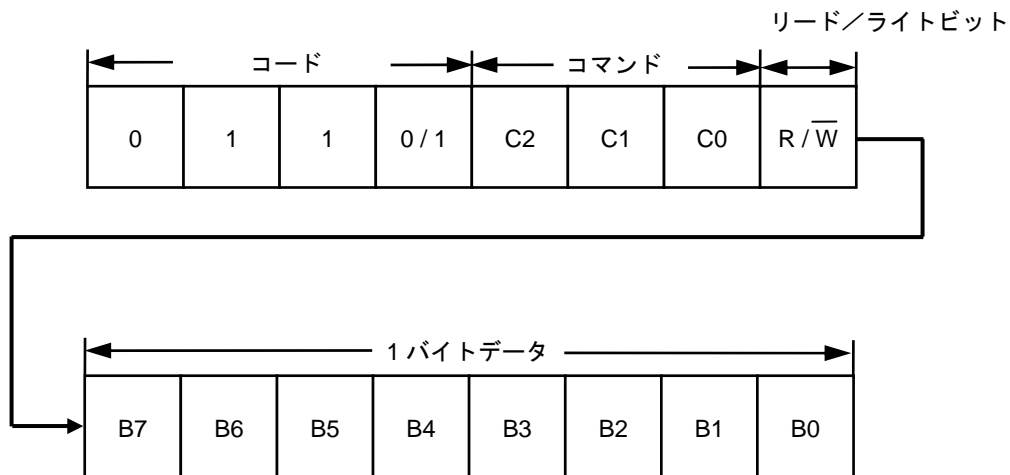 リード／ライトビット
コード コマンド
0 1 1 0 / 1 C2 C1 C0 R / W̅
1 バイトデータ
B7 B6 B5 B4 B3 B2 B1 B0